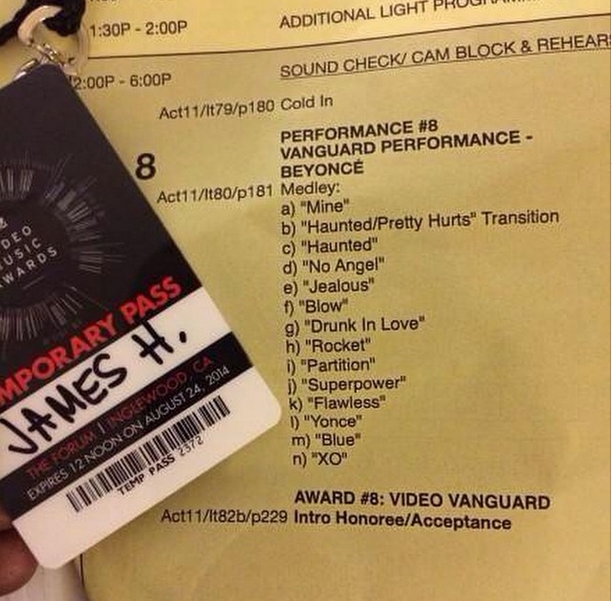 1:30P - 2:00P
ADDITIONAL LIGHT
2:00P - 6:00P
SOUND CHECK/ CAM BLOCK & REHEAR
Act11/It79/p180 Cold In
PERFORMANCE #8
8
VANGUARD PERFORMANCE -
BEYONCÉ
Act11/It80/p181 Medley:
a) "Mine"
b) "Haunted/Pretty Hurts" Transition
c) "Haunted"
d) "No Angel"
e) "Jealous"
f) "Blow"
g) "Drunk In Love"
h) "Rocket"
i) "Partition"
j) "Superpower"
k) "Flawless"
l) "Yonce"
m) "Blue"
n) "XO"
AWARD #8: VIDEO VANGUARD
Act11/It82b/p229 Intro Honoree/Acceptance
DEO
USIC
WARDS
MPORARY PASS
JAMES H.
THE FORUM | INGLEWOOD, CA
EXPIRES 12 NOON ON AUGUST 24, 2014
TEMP PASS 2372